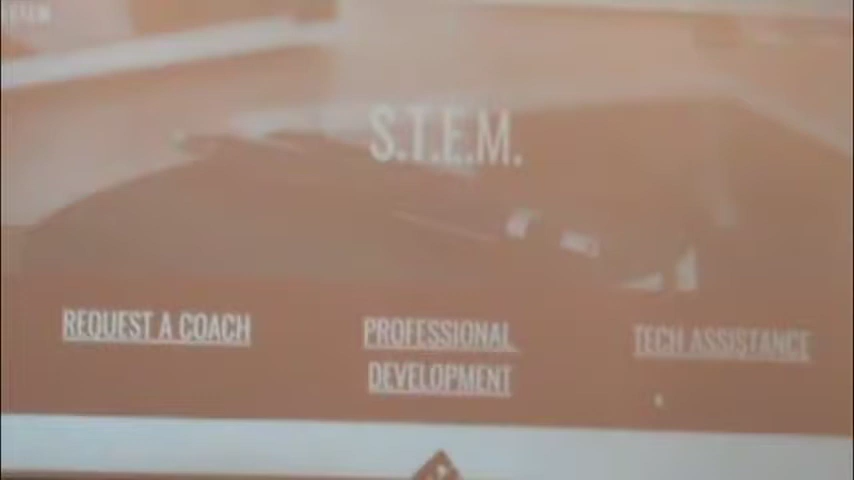 S.T.E.M.
REQUEST A COACH
PROFESSIONAL
DEVELOPMENT
TECH ASSISTANCE